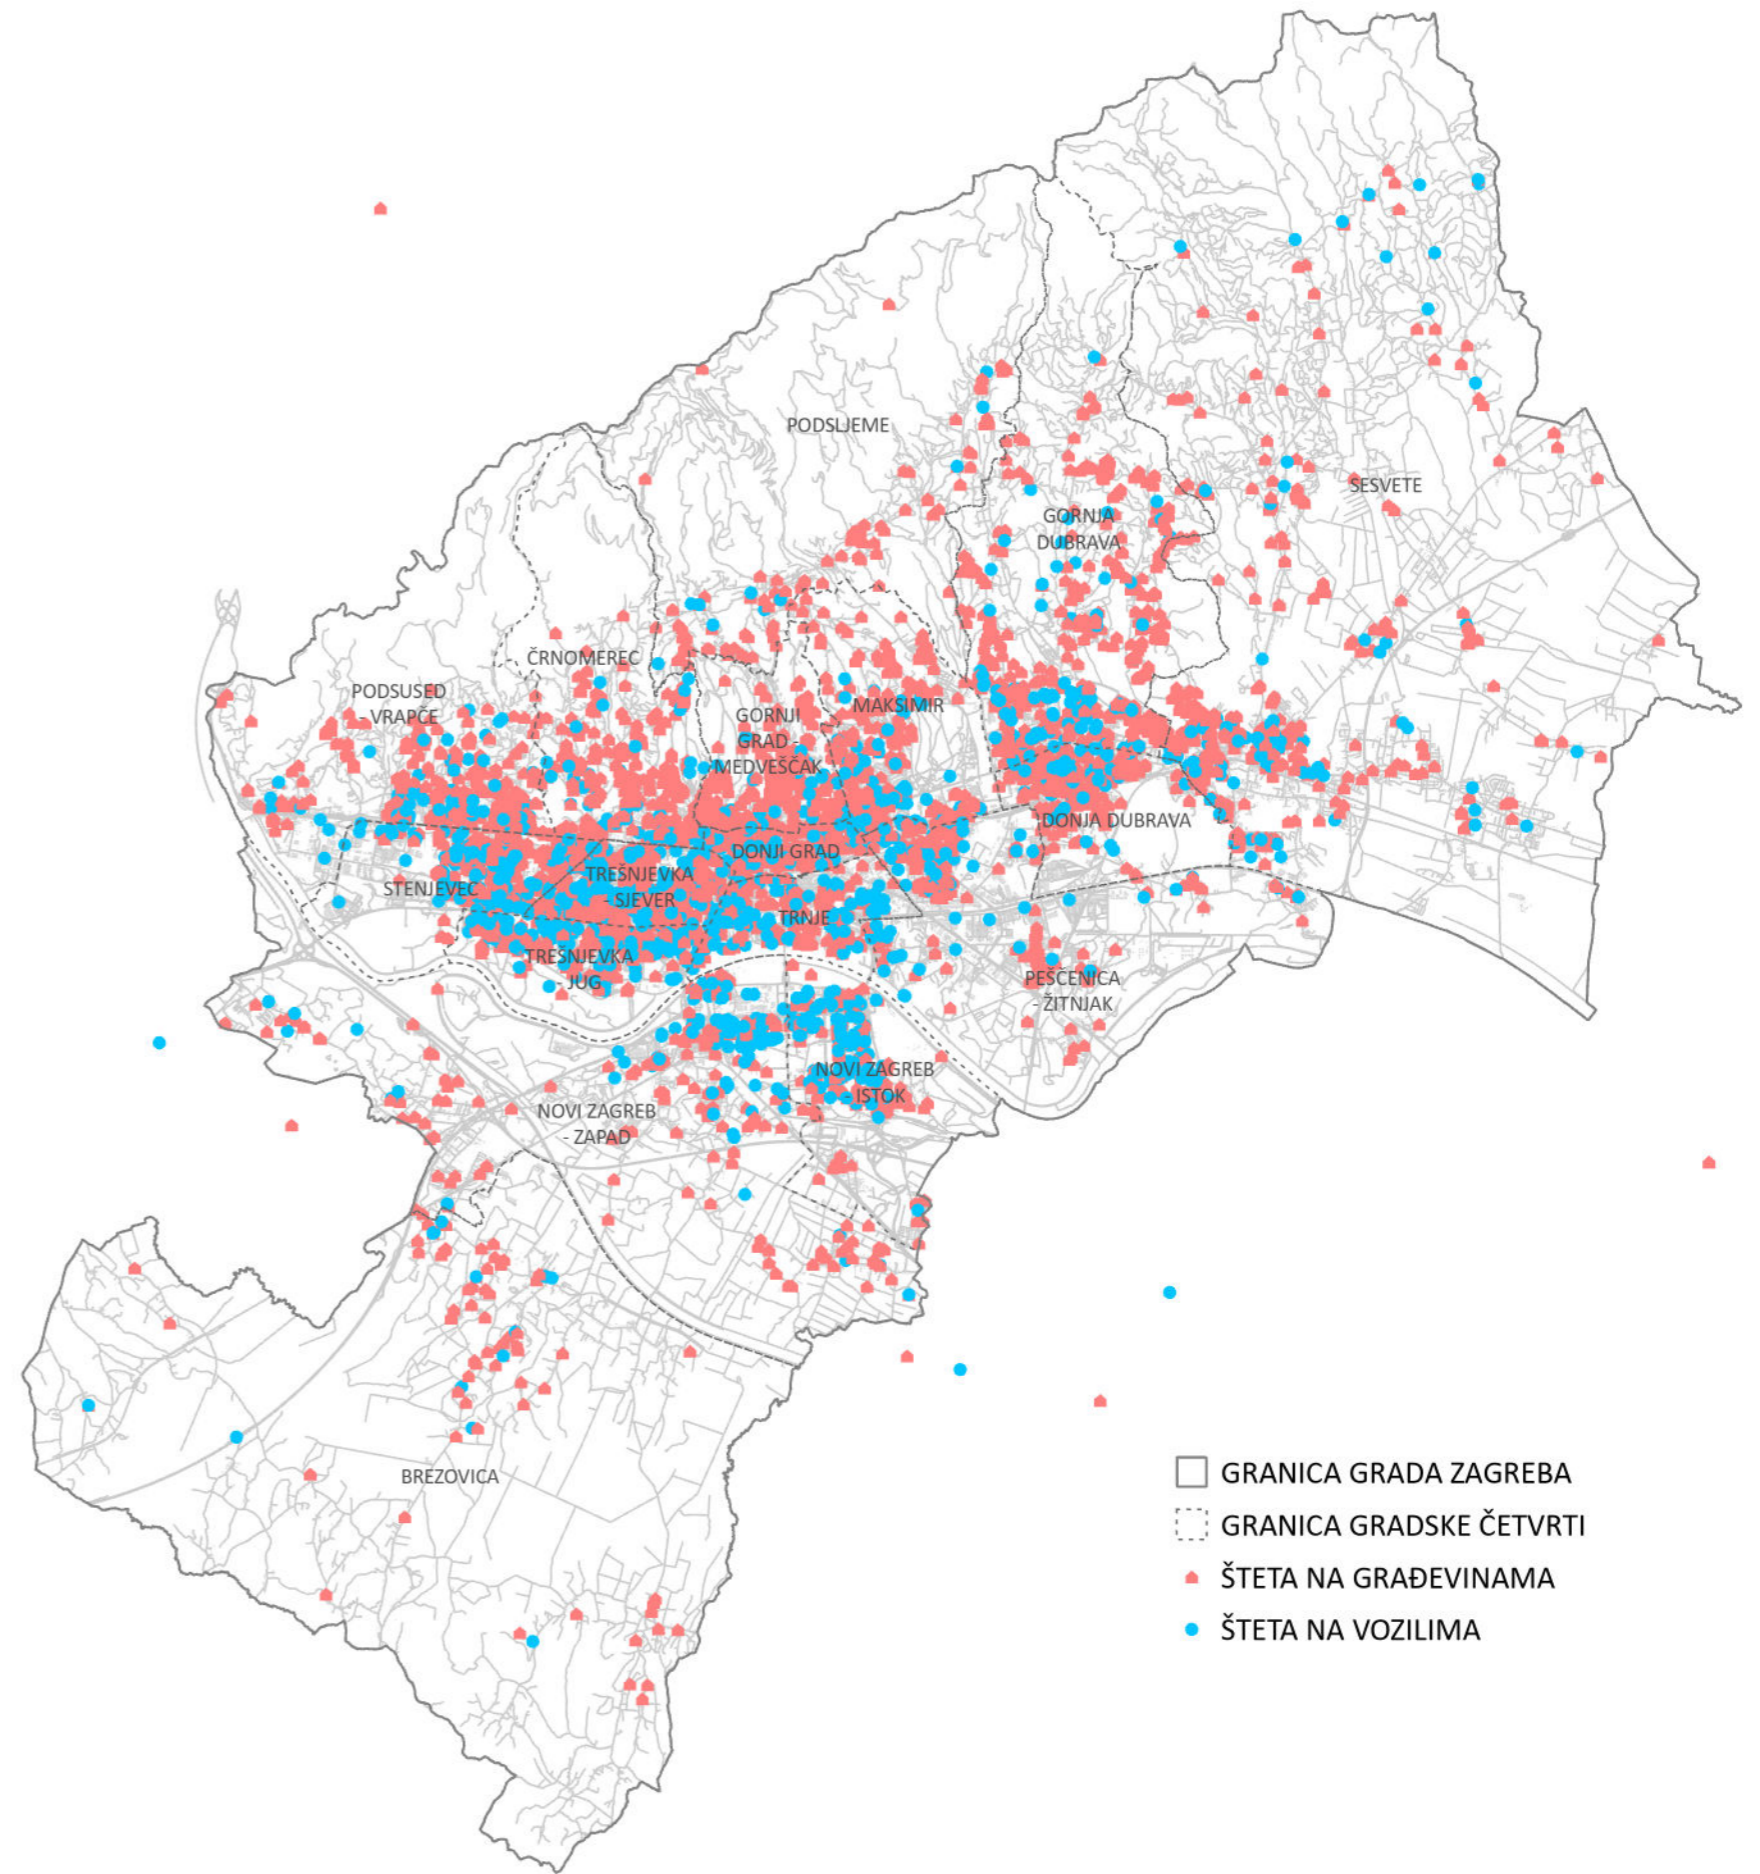 PODSLJEME
SESVETE
GORNJA
DUBRAVA
ČRNOMEREC
PODSUSED
- VRAPČE
MAKSIMIR
GORNJI
GRAD -
MEDVEŠČAK
DONJA DUBRAVA
DONJI GRAD
TREŠNJEVKA
- SJEVER
STENJEVEC
TRNJE
TREŠNJEVKA
- JUG
PEŠČENICA
- ŽITNJAK
NOVI ZAGREB
- ISTOK
NOVI ZAGREB
- ZAPAD
BREZOVICA
GRANICA GRADA ZAGREBA
GRANICA GRADSKE ČETVRTI
ŠTETA NA GRAĐEVINAMA
ŠTETA NA VOZILIMA